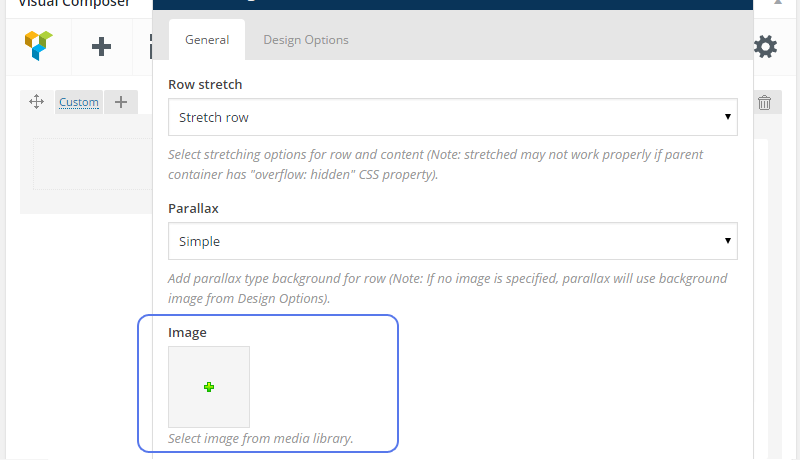 Visual Composer
General
Design Options
Custom
Row stretch
Stretch row
Select stretching options for row and content (Note: stretched may not work properly if parent
container has "overflow: hidden" CSS property).
Parallax
Simple
Add parallax type background for row (Note: If no image is specified, parallax will use background
image from Design Options).
Image
Select image from media library.